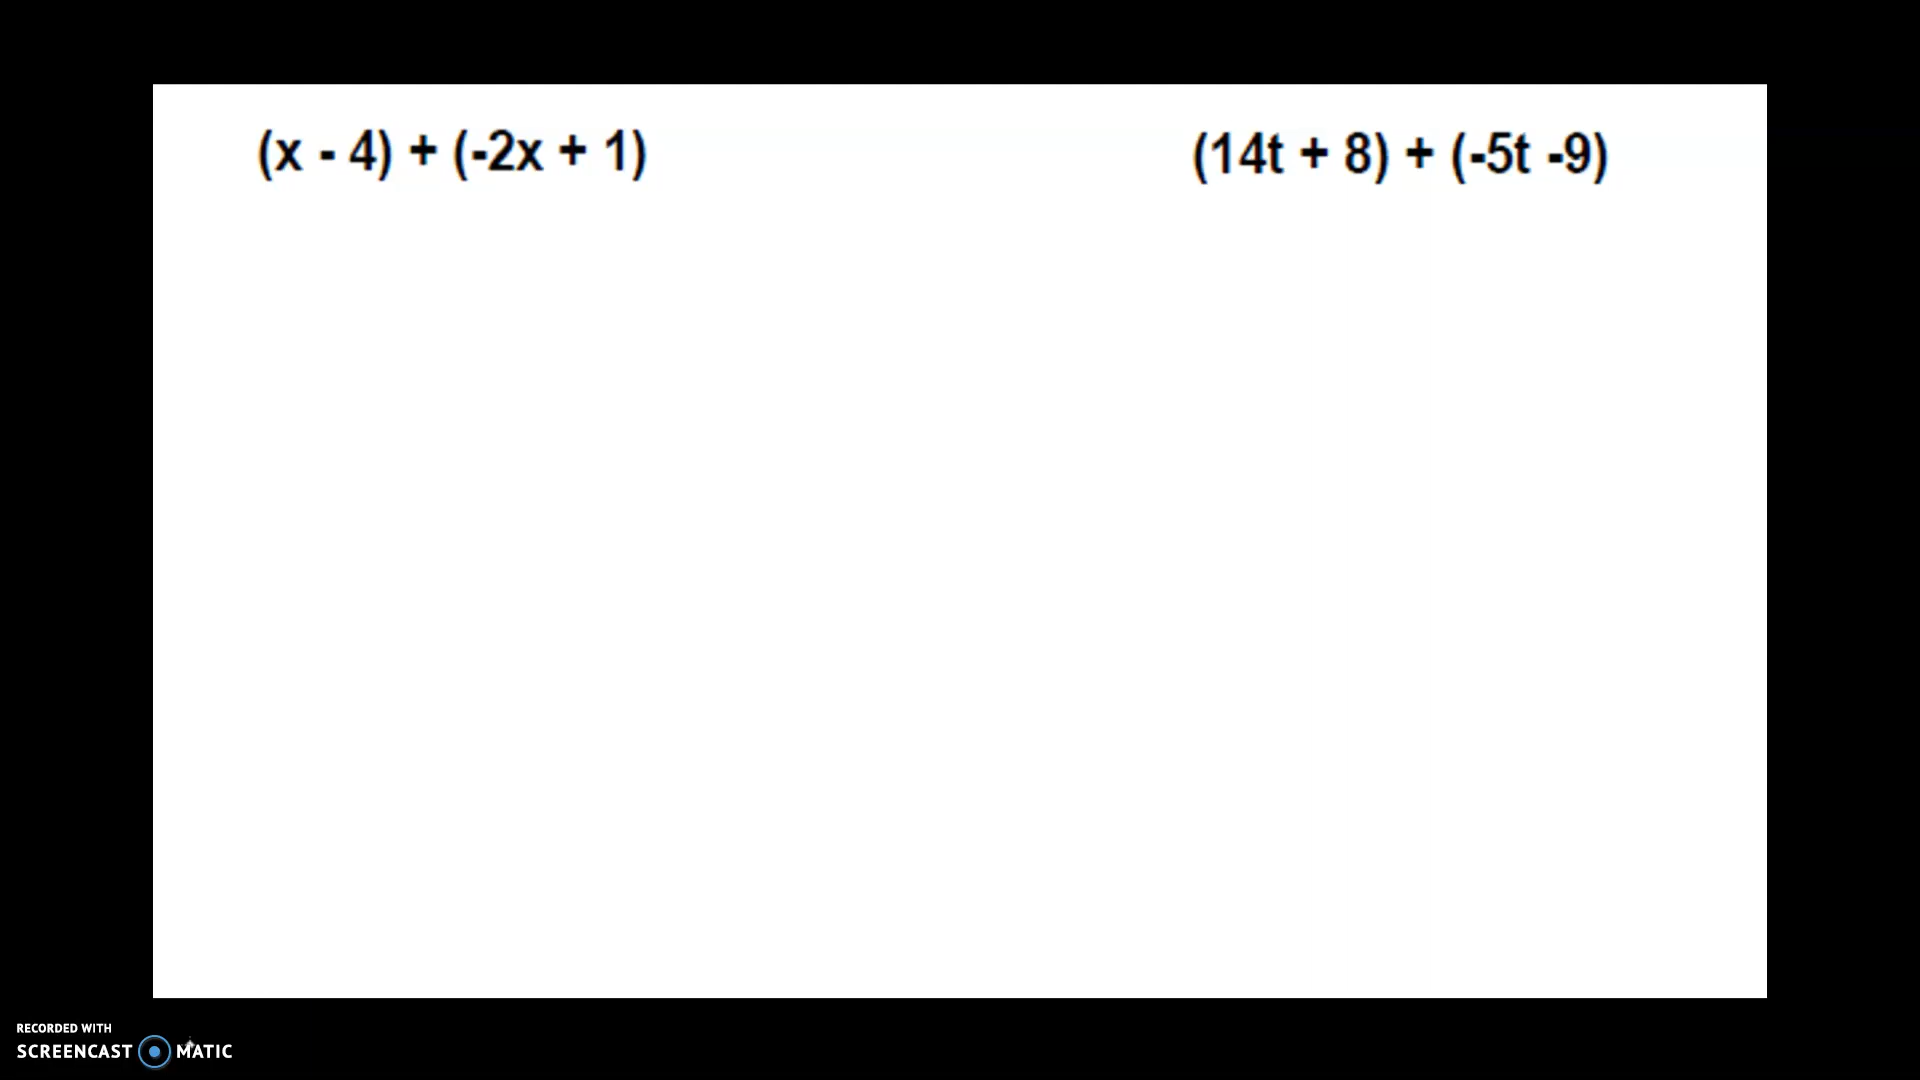 (x - 4) + (-2x + 1)
(14t + 8) + (-5t -9)
RECORDED WITH
SCREENCAST MATIC